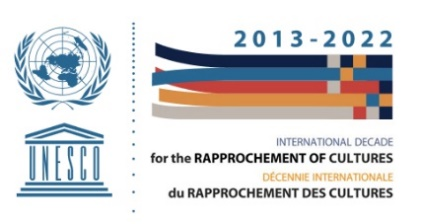 UNESCO
2013-2022
INTERNATIONAL DECADE
for the RAPPROCHEMENT OF CULTURES
DÉCENNIE INTERNATIONALE
du RAPPROCHEMENT DES CULTURES